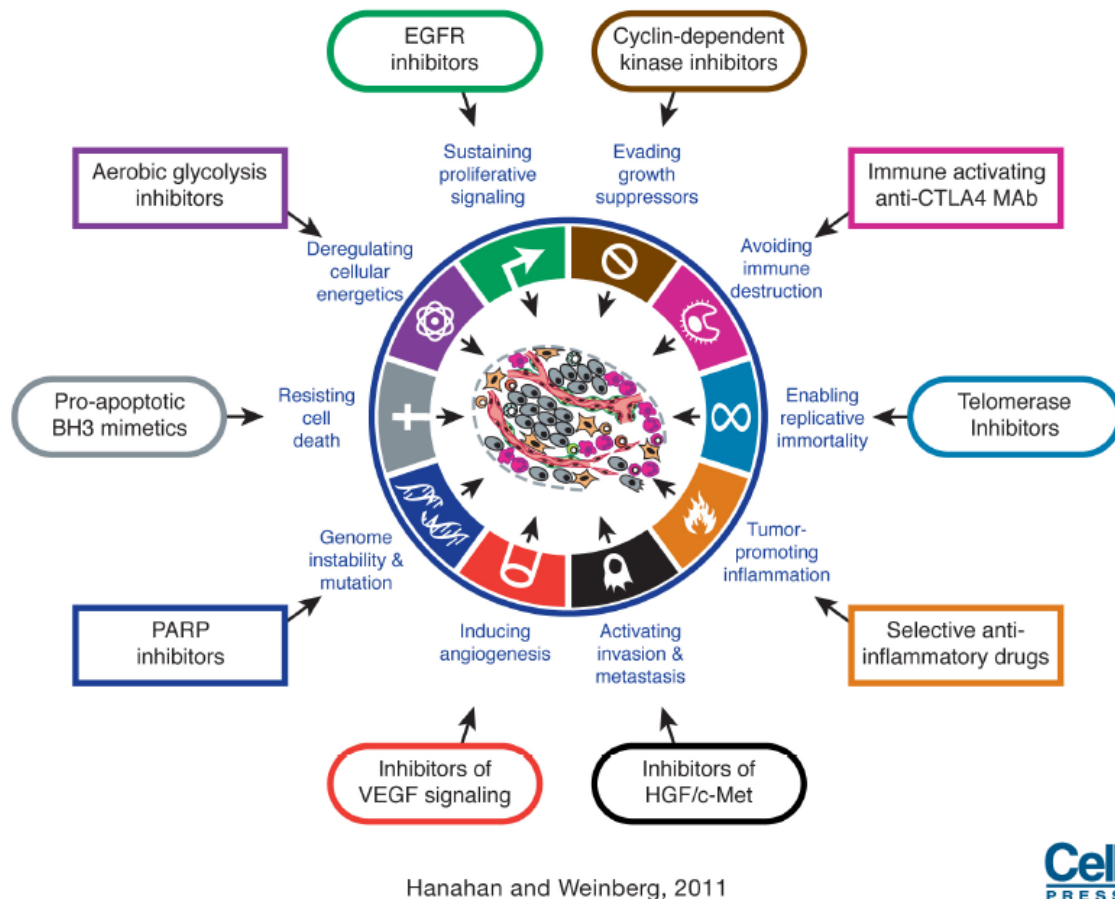 EGFR
inhibitors
Cyclin-dependent
kinase inhibitors
Sustaining
proliferative
signaling
Evading
growth
suppressors
Aerobic glycolysis
inhibitors
Immune activating
anti-CTLA4 MAb
Deregulating
cellular
energetics
Avoiding
immune
destruction
Pro-apoptotic
BH3 mimetics
Resisting
cell
death
Enabling
replicative
immortality
Telomerase
Inhibitors
Genome
instability &
mutation
Tumor-
promoting
inflammation
PARP
inhibitors
Inducing
angiogenesis
Activating
invasion &
metastasis
Selective anti-
inflammatory drugs
Inhibitors of
VEGF signaling
Inhibitors of
HGF/c-Met
Hanahan and Weinberg, 2011
Cell
PRESS